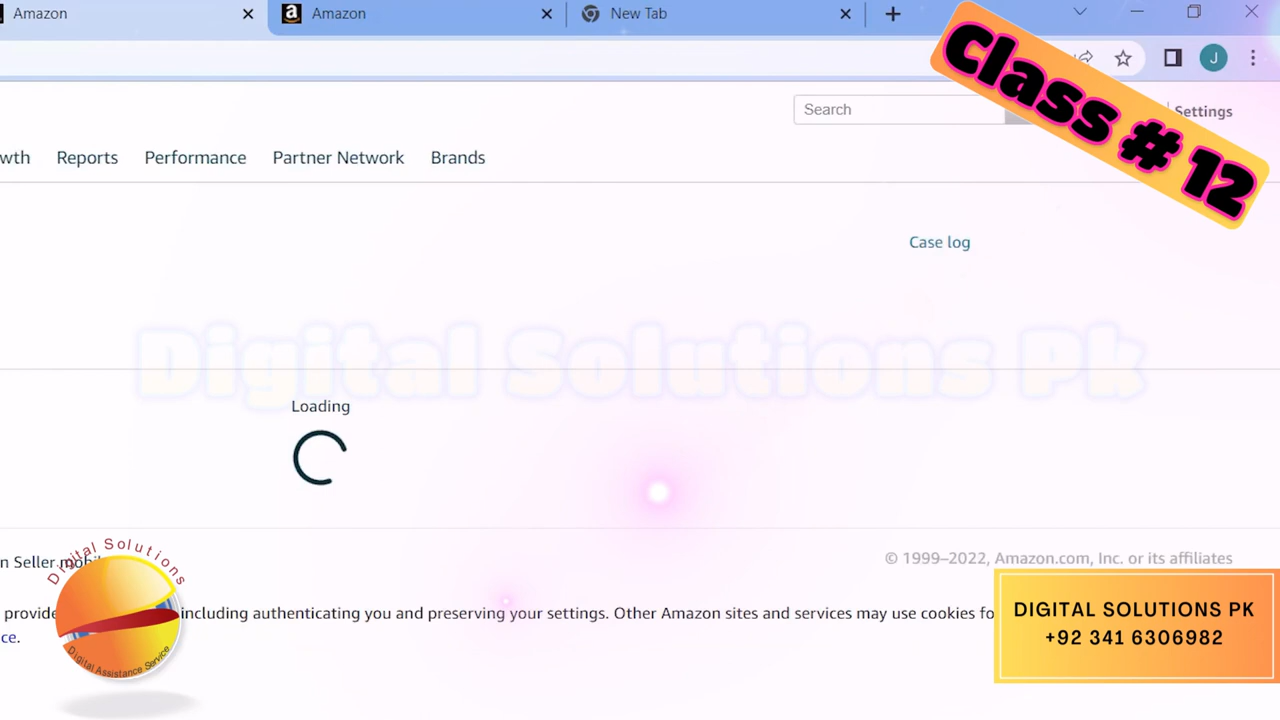 Amazon
Amazon
New Tab
J
Class # 12
Search
Settings
wth
Reports
Performance
Partner Network
Brands
Case log
Digital Solutions Pk
Loading
© 1999–2022, Amazon.com, Inc. or its affiliates
n Seller mobil
Digital Solutions
provide
including authenticating you and preserving your settings. Other Amazon sites and services may use cookies fo
ce.
Digital Assistance Service
DIGITAL SOLUTIONS PK
+92 341 6306982